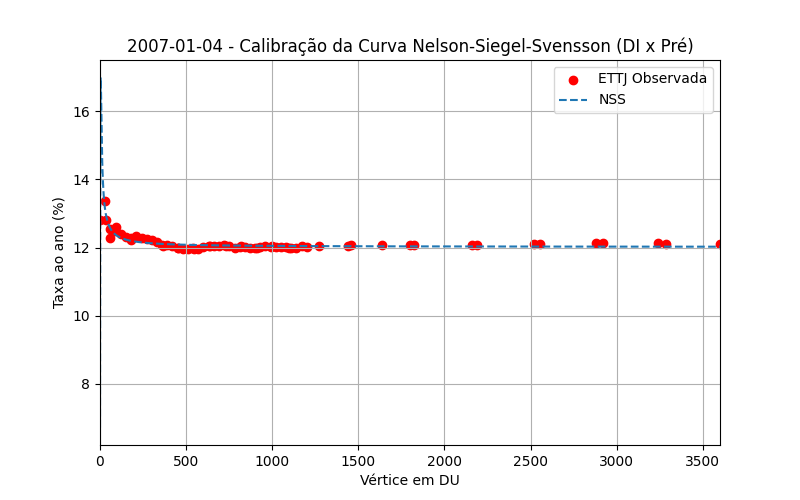 2007-01-04 - Calibração da Curva Nelson-Siegel-Svensson (DI x Pré)
ETTJ Observada
NSS
Taxa ao ano (%)
16
14
12
10
8
0 500 1000 1500 2000 2500 3000 3500
Vértice em DU